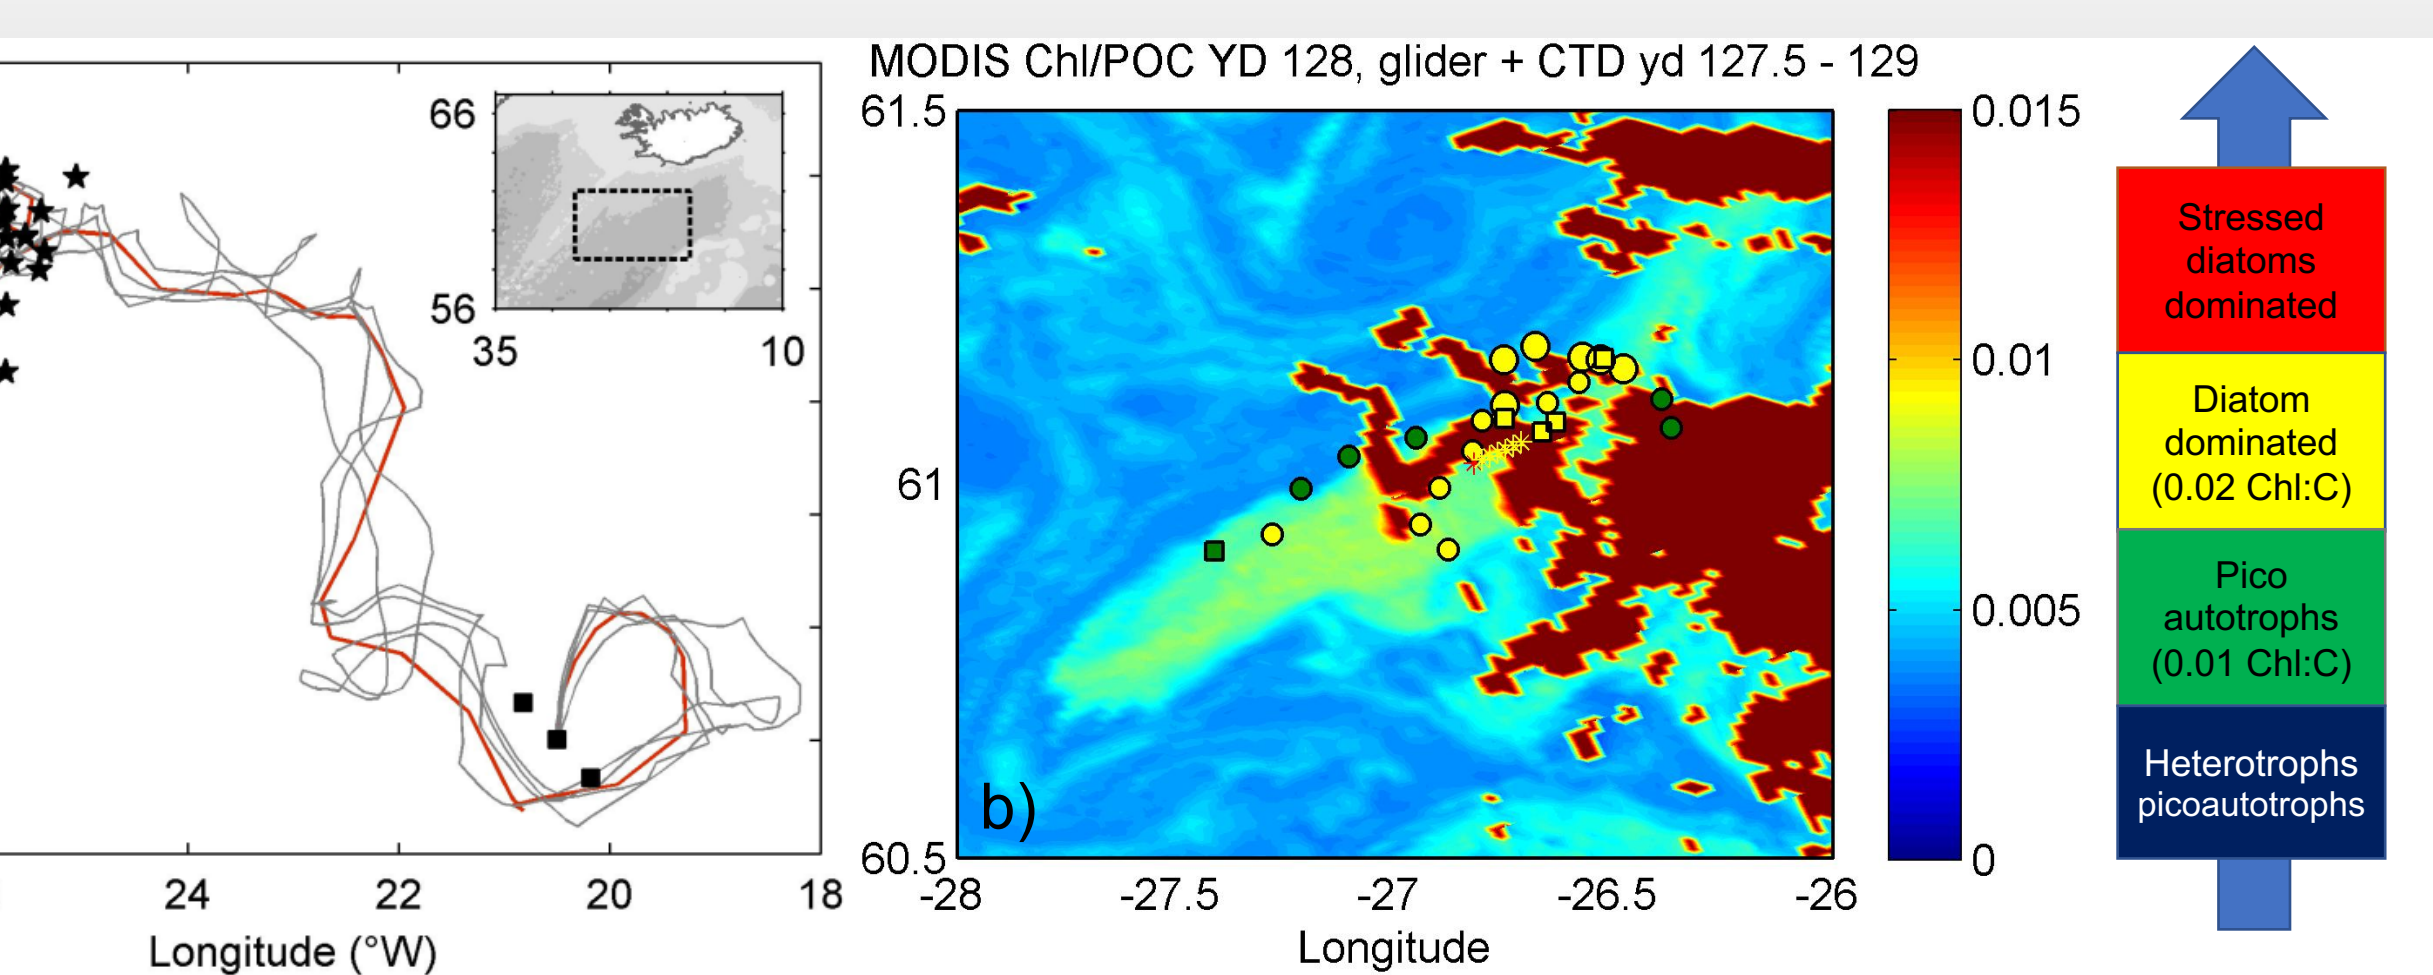 66
56
35
10
24
22
20
18
Longitude (°W)
MODIS Chl/POC YD 128, glider + CTD yd 127.5 - 129
61.5
61
60.5
b)
-28
-27.5
-27
-26.5
-26
Longitude
0.015
0.01
0.005
0
Stressed
diatoms
dominated
Diatom
dominated
(0.02 Chl:C)
Pico
autotrophs
(0.01 Chl:C)
Heterotrophs
picoautotrophs